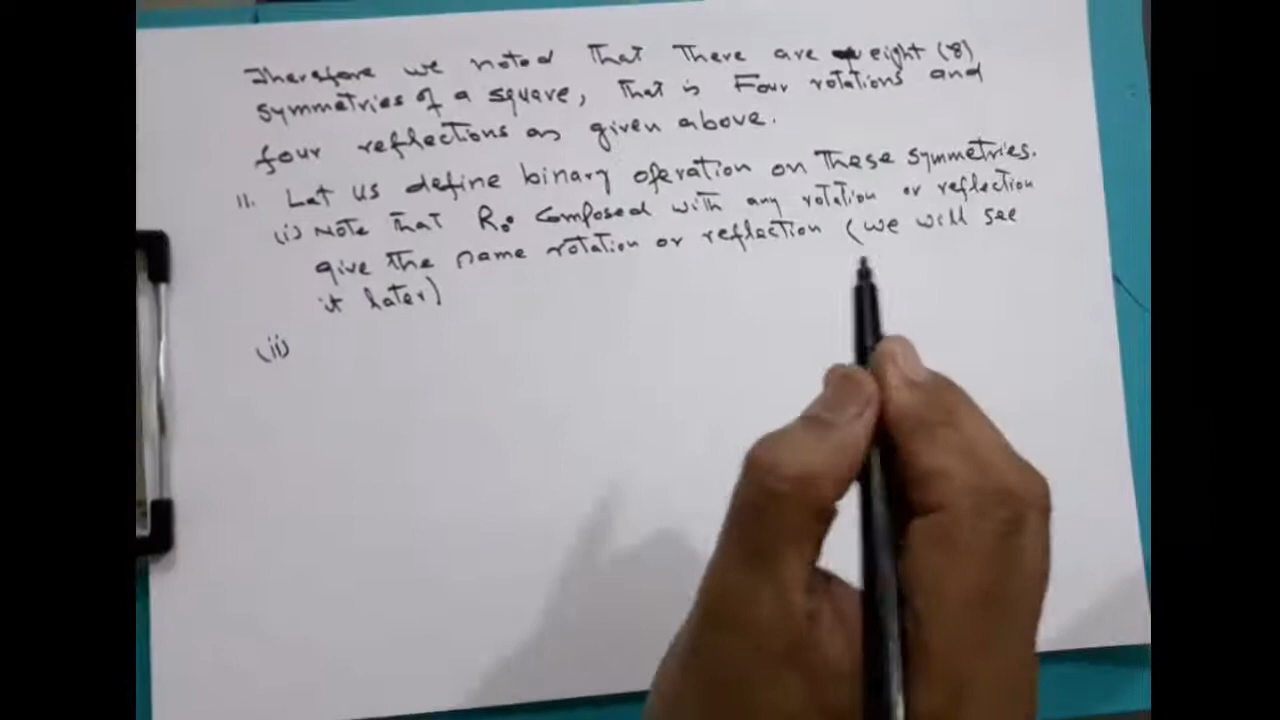 Therefore we noted that there are eight (8)
symmetries of a square, that is Four rotations and
four reflections as given above.
11. Let us define binary operation on these symmetries.
(i) Note that R₀ composed with any rotation or reflection
give the same rotation or reflection (we will see
it later)
(ii)